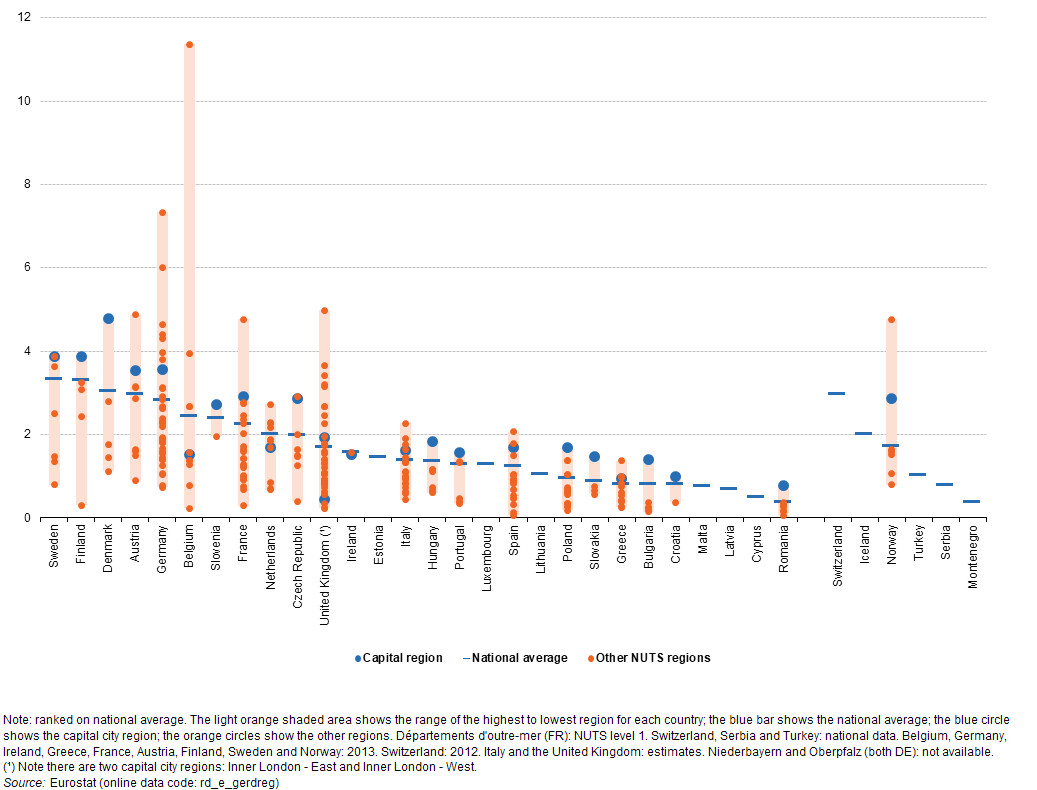 12
10
8
6
4
2
0
Sweden
Finland
Denmark
Austria
Germany
Belgium
Slovenia
France
Netherlands
Czech Republic
United Kingdom (¹)
Ireland
Estonia
Italy
Hungary
Portugal
Luxembourg
Spain
Lithuania
Poland
Slovakia
Greece
Bulgaria
Croatia
Malta
Latvia
Cyprus
Romania
Switzerland
Iceland
Norway
Turkey
Serbia
Montenegro
Capital region
National average
Other NUTS regions
Note: ranked on national average. The light orange shaded area shows the range of the highest to lowest region for each country; the blue bar shows the national average; the blue circle
shows the capital city region; the orange circles show the other regions. Départements d'outre-mer (FR): NUTS level 1. Switzerland, Serbia and Turkey: national data. Belgium, Germany,
Ireland, Greece, France, Austria, Finland, Sweden and Norway: 2013. Switzerland: 2012. Italy and the United Kingdom: estimates. Niederbayern and Oberpfalz (both DE): not available.
(¹) Note there are two capital city regions: Inner London - East and Inner London - West.
Source: Eurostat (online data code: rd_e_gerdreg)